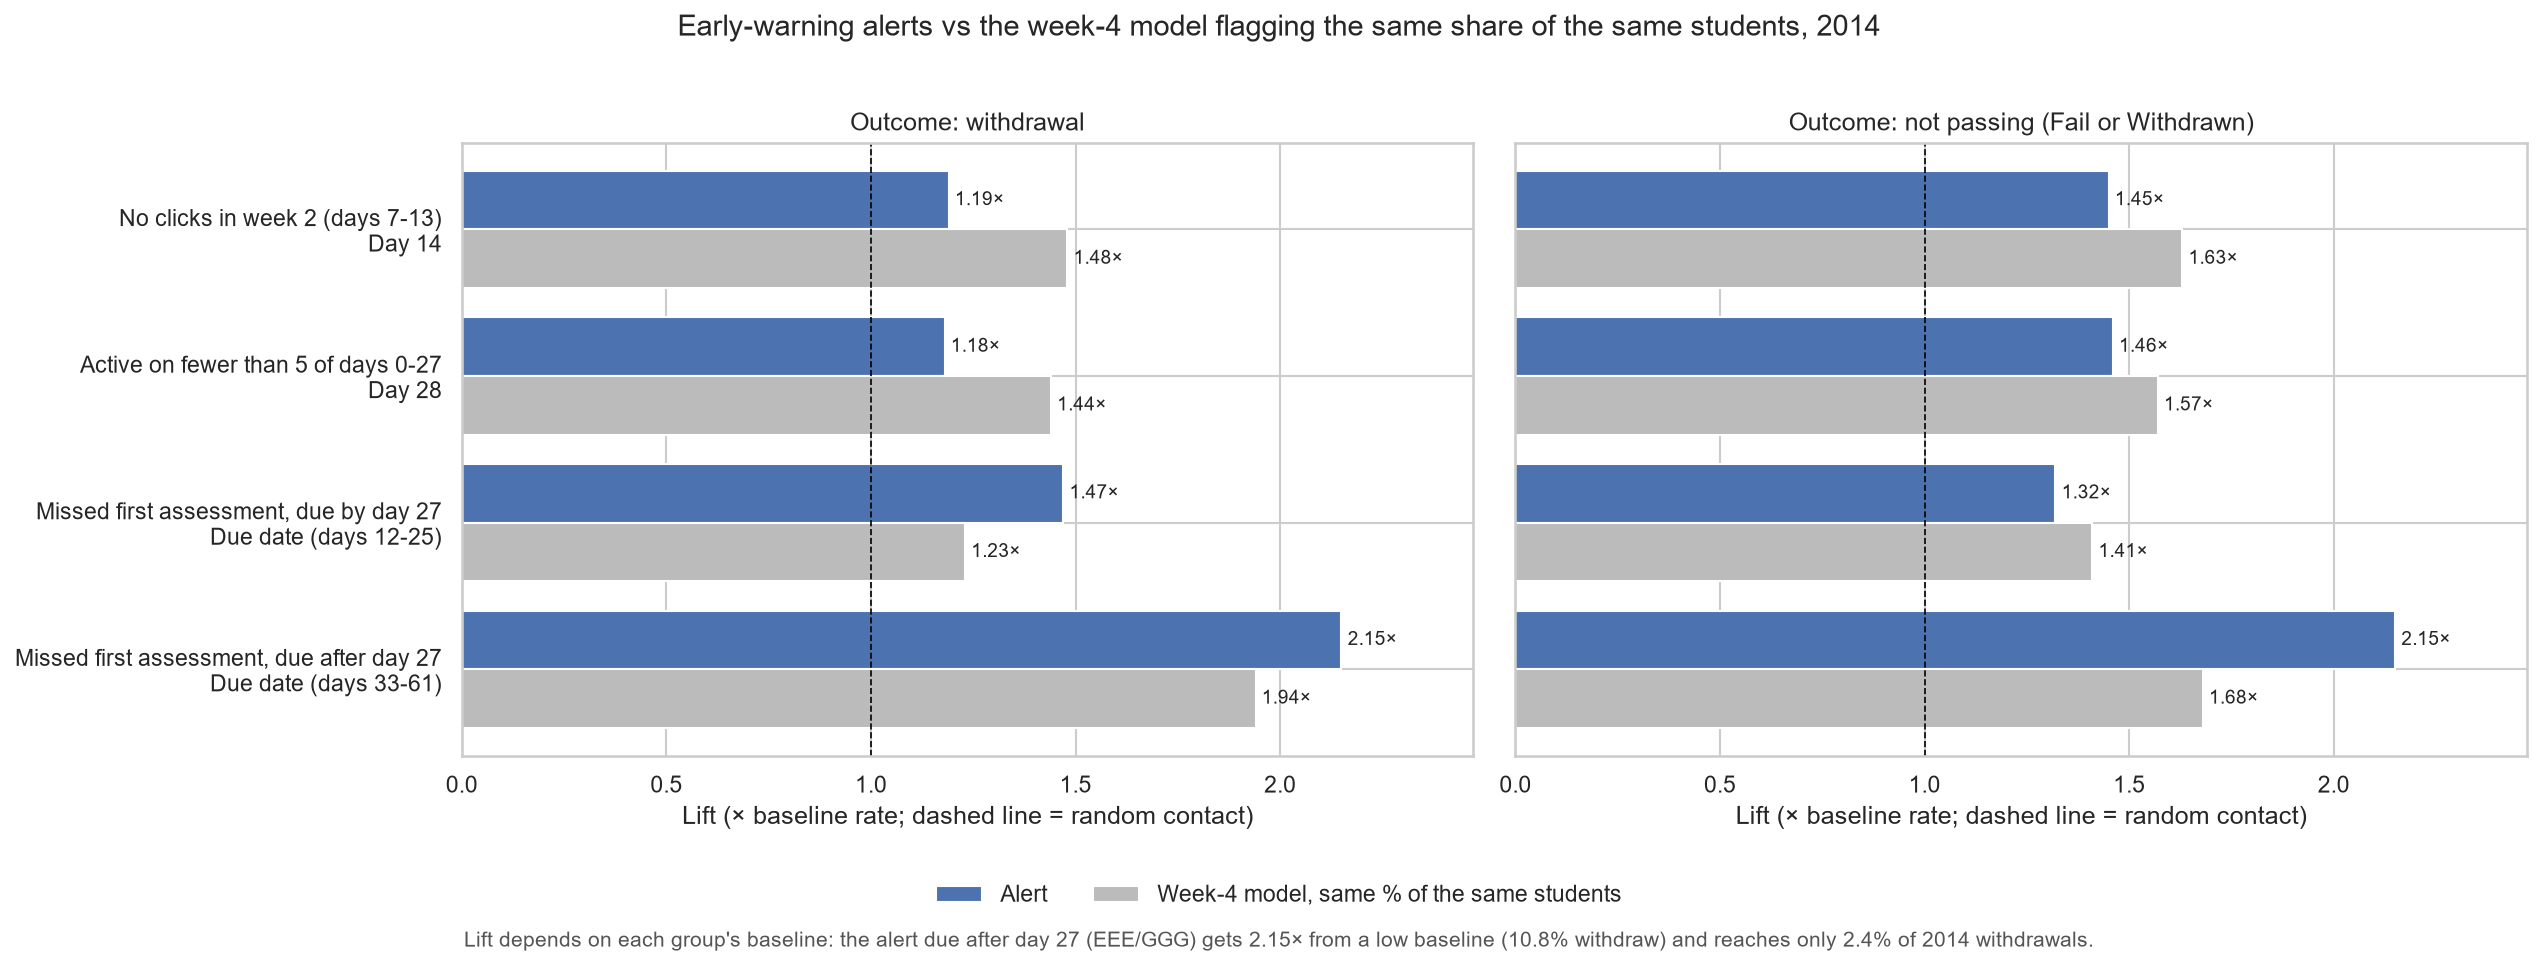 Early-warning alerts vs the week-4 model flagging the same share of the same students, 2014
Outcome: withdrawal
Outcome: not passing (Fail or Withdrawn)
No clicks in week 2 (days 7-13)
Day 14
1.19×
1.48×
1.45×
1.63×
Active on fewer than 5 of days 0-27
Day 28
1.18×
1.44×
1.46×
1.57×
Missed first assessment, due by day 27
Due date (days 12-25)
1.47×
1.23×
1.32×
1.41×
Missed first assessment, due after day 27
Due date (days 33-61)
2.15×
1.94×
2.15×
1.68×
0.0 0.5 1.0 1.5 2.0
0.0 0.5 1.0 1.5 2.0
Lift (× baseline rate; dashed line = random contact)
Lift (× baseline rate; dashed line = random contact)
Alert
Week-4 model, same % of the same students
Lift depends on each group's baseline: the alert due after day 27 (EEE/GGG) gets 2.15× from a low baseline (10.8% withdraw) and reaches only 2.4% of 2014 withdrawals.